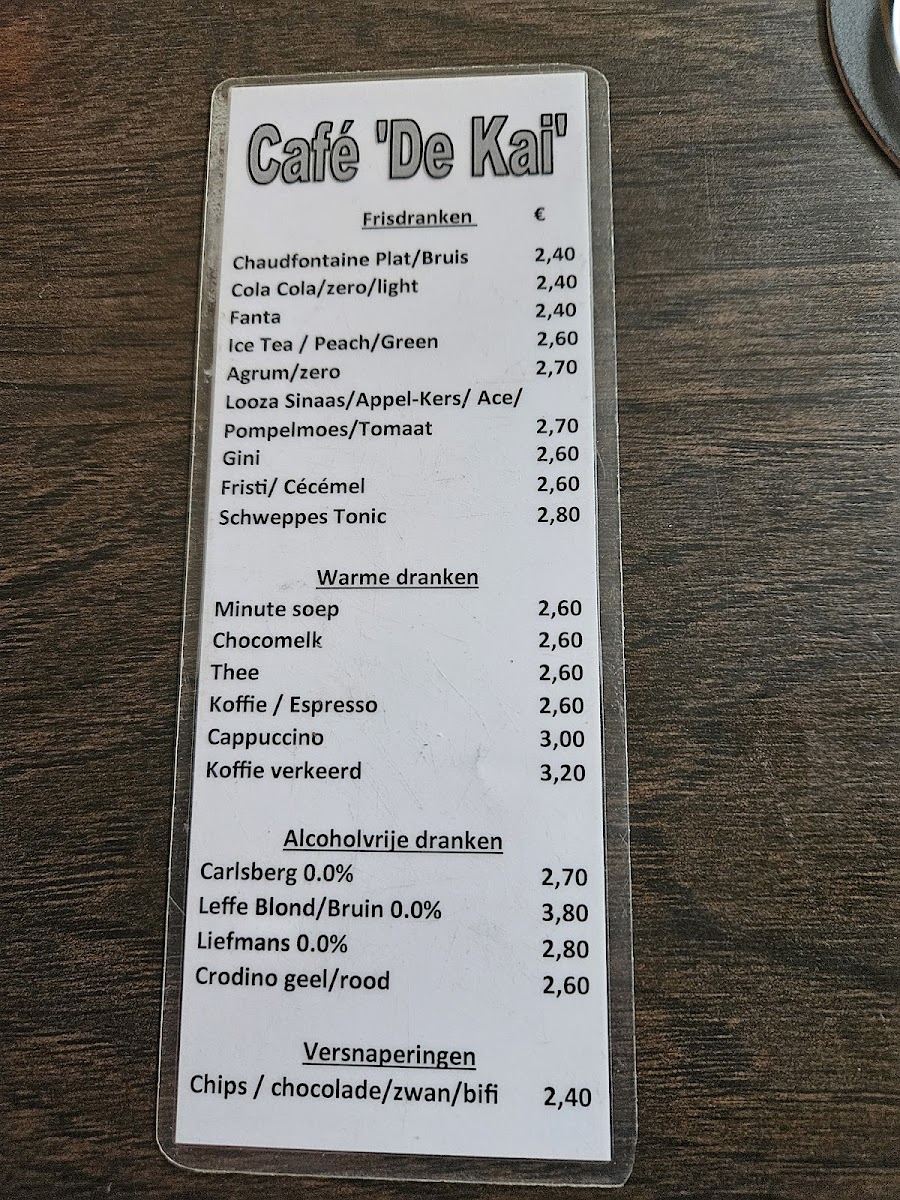 Café 'De Kai'
Frisdranken €
Chaudfontaine Plat/Bruis 2,40
Cola Cola/zero/light 2,40
Fanta 2,40
Ice Tea / Peach/Green 2,60
Agrum/zero 2,70
Looza Sinaas/Appel-Kers/ Ace/
Pompelmoes/Tomaat 2,70
Gini 2,60
Fristi/ Cécémel 2,60
Schweppes Tonic 2,80
Warme dranken
Minute soep 2,60
Chocomelk 2,60
Thee 2,60
Koffie / Espresso 2,60
Cappuccino 3,00
Koffie verkeerd 3,20
Alcoholvrije dranken
Carlsberg 0.0% 2,70
Leffe Blond/Bruin 0.0% 3,80
Liefmans 0.0% 2,80
Crodino geel/rood 2,60
Versnaperingen
Chips / chocolade/zwan/bifi 2,40